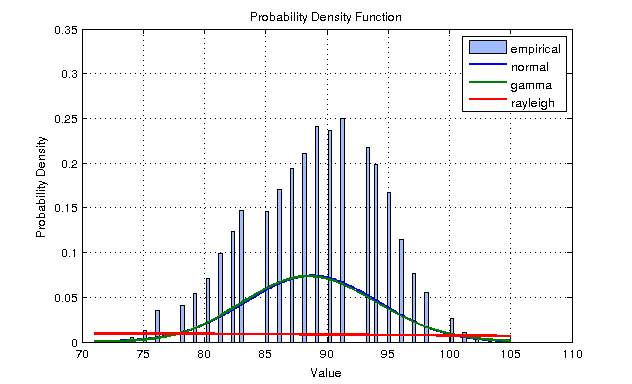 Probability Density Function
0.35
0.3
0.25
0.2
0.15
0.1
0.05
0
Probability Density
empirical
normal
gamma
rayleigh
70 75 80 85 90 95 100 105 110
Value